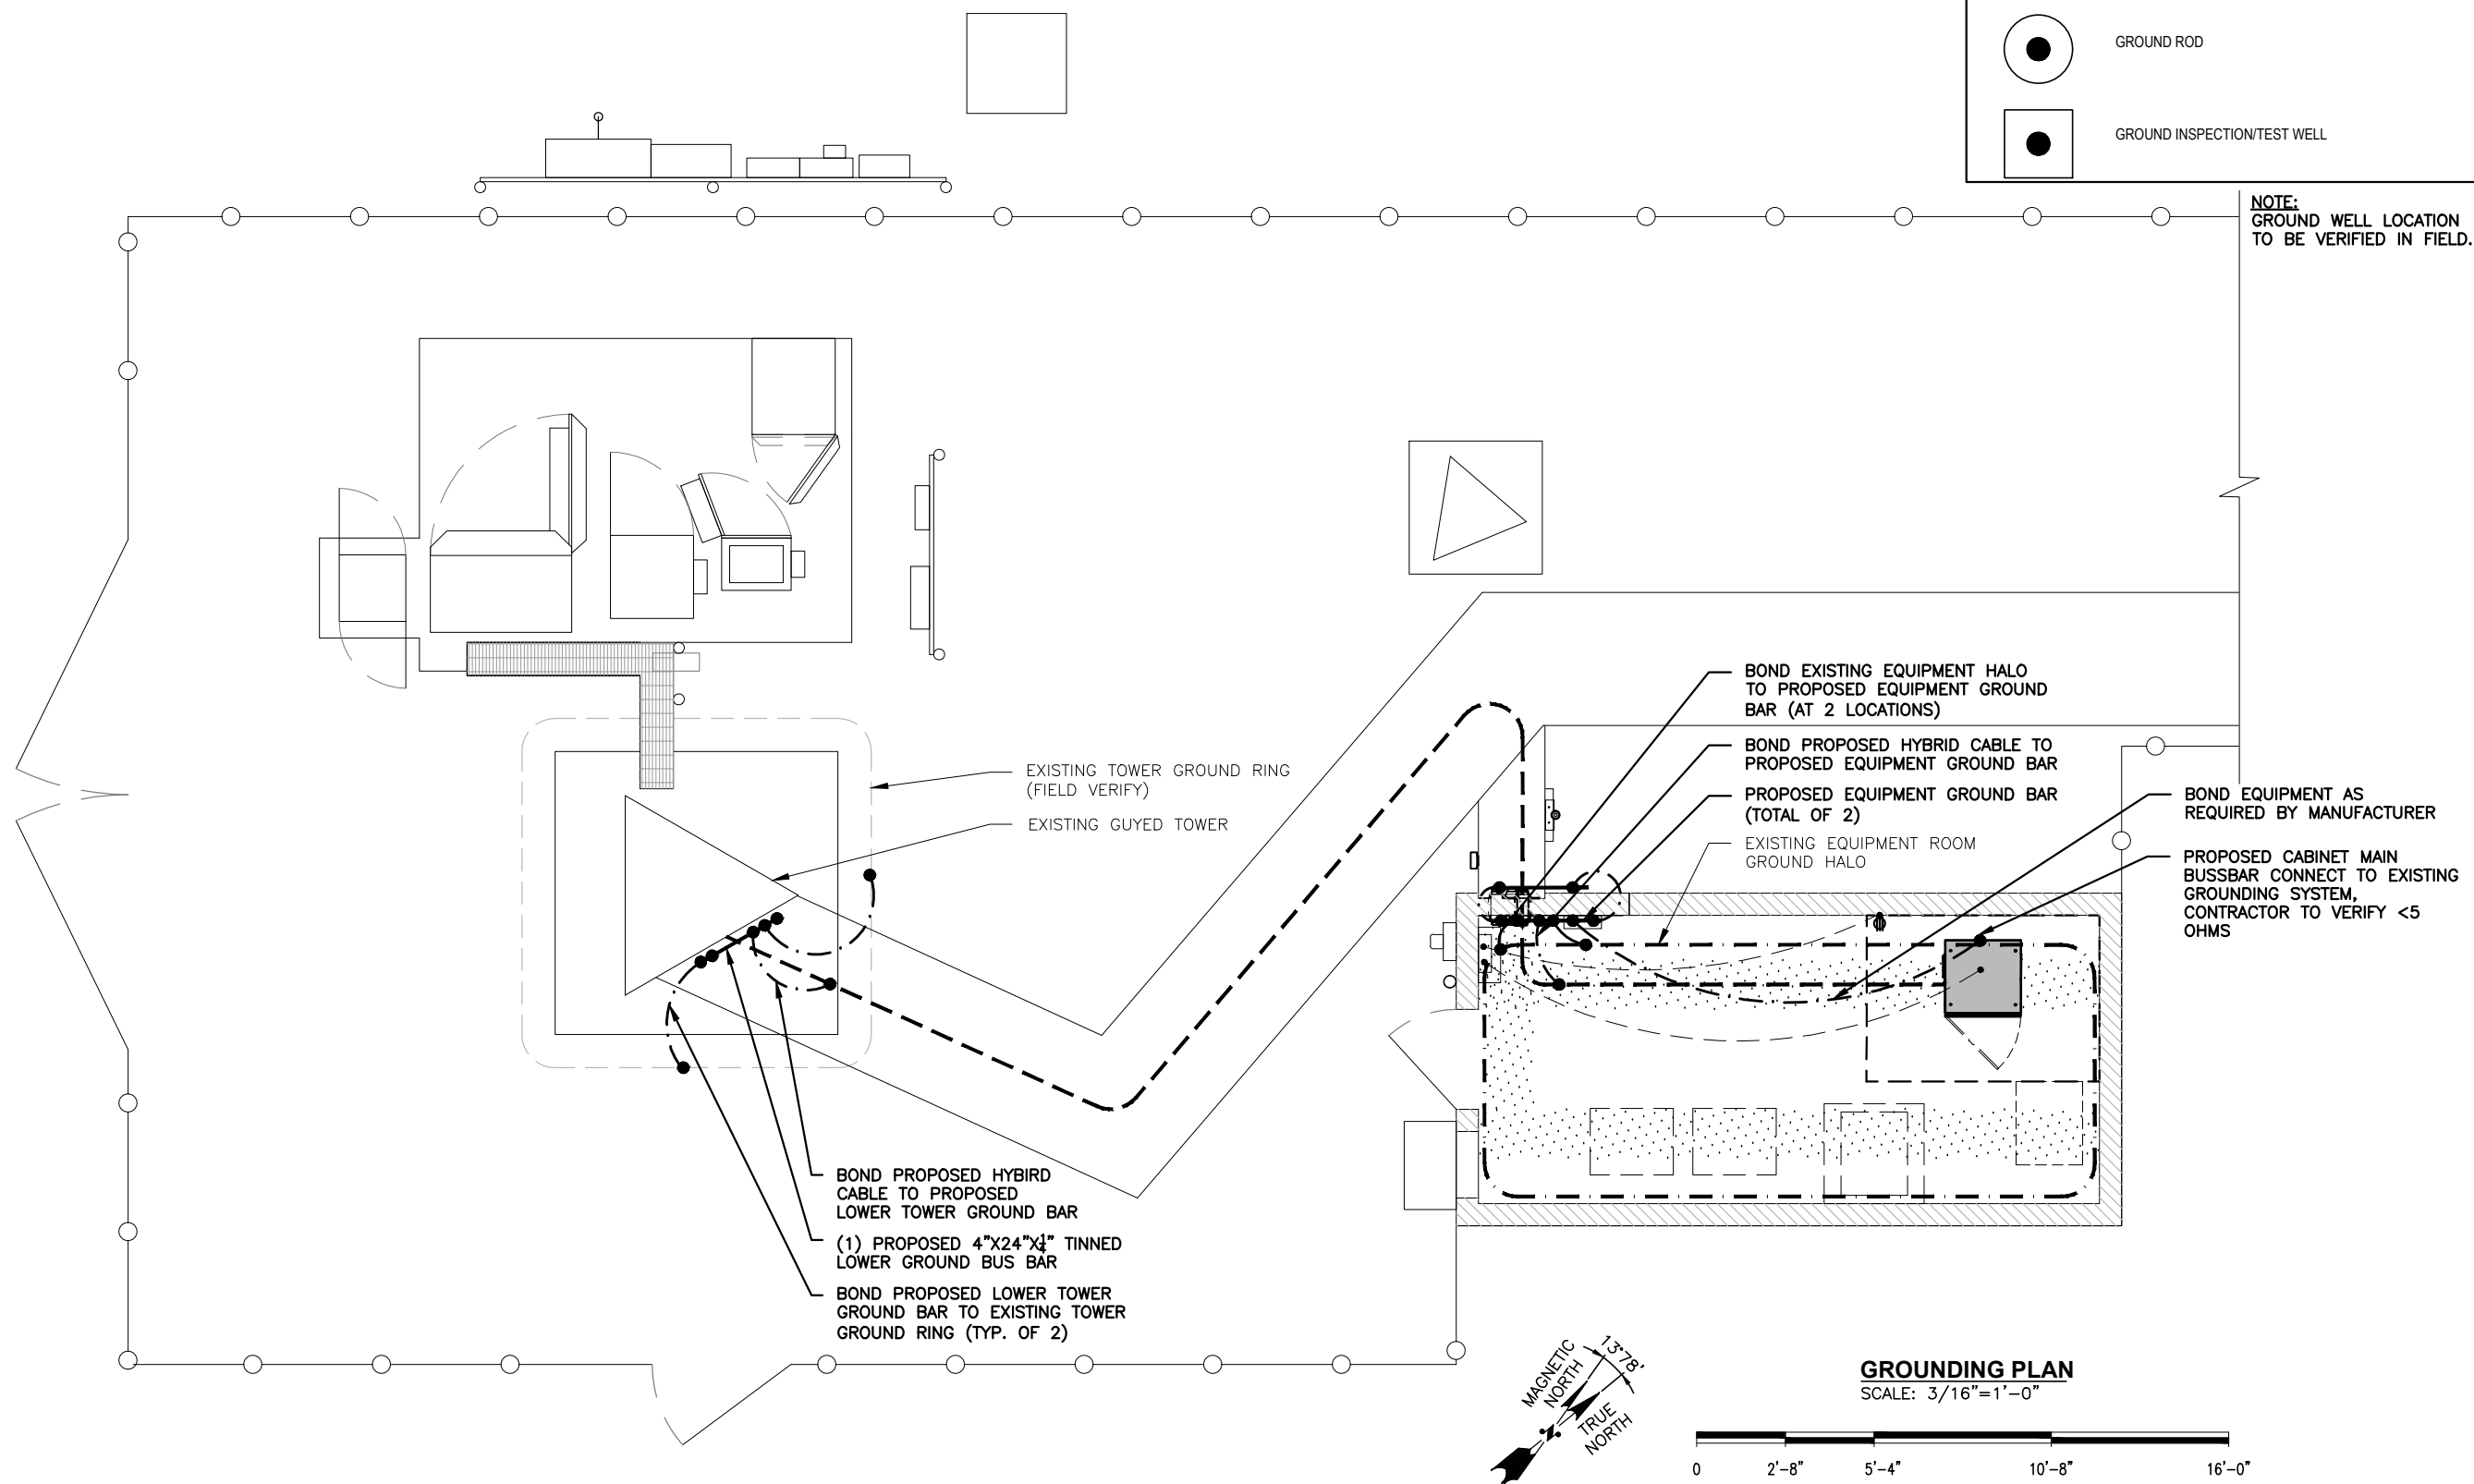 GROUND ROD
GROUND INSPECTION/TEST WELL
NOTE:
GROUND WELL LOCATION
TO BE VERIFIED IN FIELD.
BOND EXISTING EQUIPMENT HALO
TO PROPOSED EQUIPMENT GROUND
BAR (AT 2 LOCATIONS)
BOND PROPOSED HYBRID CABLE TO
PROPOSED EQUIPMENT GROUND BAR
PROPOSED EQUIPMENT GROUND BAR
(TOTAL OF 2)
EXISTING EQUIPMENT ROOM
GROUND HALO
EXISTING TOWER GROUND RING
(FIELD VERIFY)
EXISTING GUYED TOWER
BOND EQUIPMENT AS
REQUIRED BY MANUFACTURER
PROPOSED CABINET MAIN
BUSSBAR CONNECT TO EXISTING
GROUNDING SYSTEM,
CONTRACTOR TO VERIFY <5
OHMS
BOND PROPOSED HYBIRD
CABLE TO PROPOSED
LOWER TOWER GROUND BAR
(1) PROPOSED 4"X24"X¼" TINNED
LOWER GROUND BUS BAR
BOND PROPOSED LOWER TOWER
GROUND BAR TO EXISTING TOWER
GROUND RING (TYP. OF 2)
MAGNETIC
NORTH
13°78'
TRUE
NORTH
GROUNDING PLAN
SCALE: 3/16"=1'-0"
0 2'-8" 5'-4" 10'-8" 16'-0"